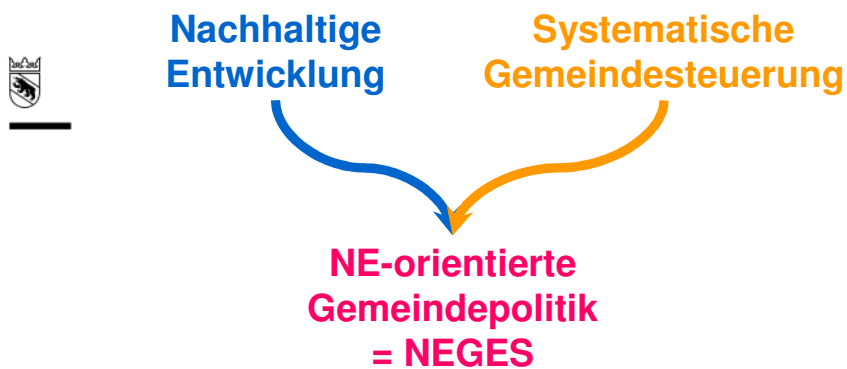 Nachhaltige
Entwicklung
Systematische
Gemeindesteuerung
NE-orientierte
Gemeindepolitik
= NEGES